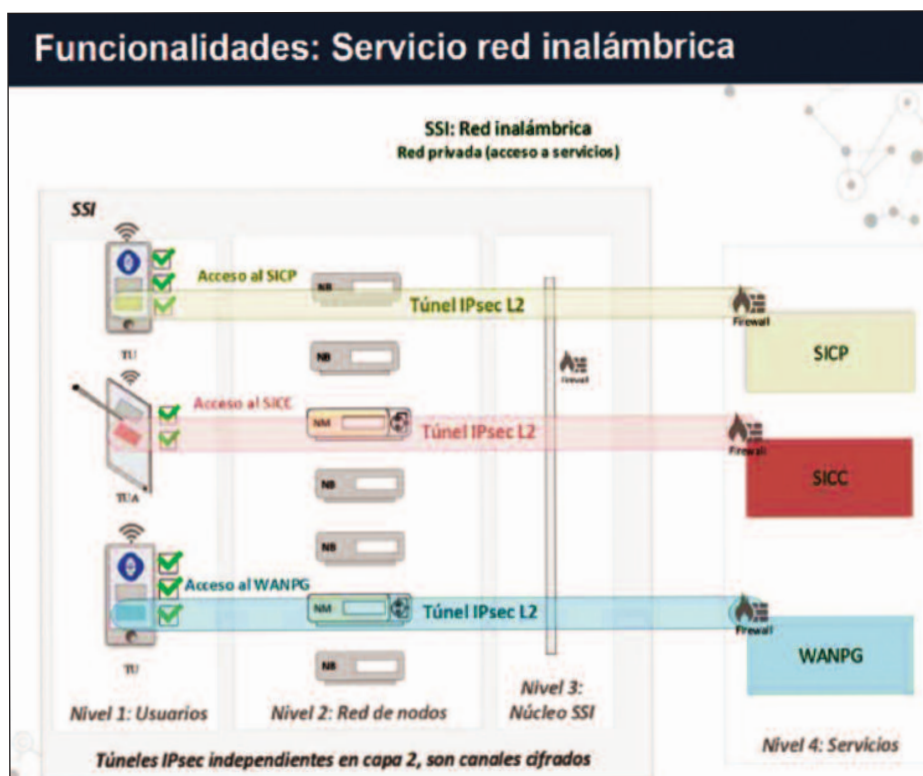 Funcionalidades: Servicio red inalámbrica
SSI: Red inalámbrica
Red privada (acceso a servicios)
SSI
Acceso al SICP
NB
Túnel IPsec L2
Firewall
TU
NB
Firewall
SICP
Acceso al SICC
NM
Túnel IPsec L2
Firewall
TUA
NB
SICC
NB
Acceso al WANPG
NM
Túnel IPsec L2
Firewall
TU
NB
WANPG
Nivel 1: Usuarios
Nivel 2: Red de nodos
Nivel 3:
Núcleo SSI
Nivel 4: Servicios
Túneles IPsec independientes en capa 2, son canales cifrados